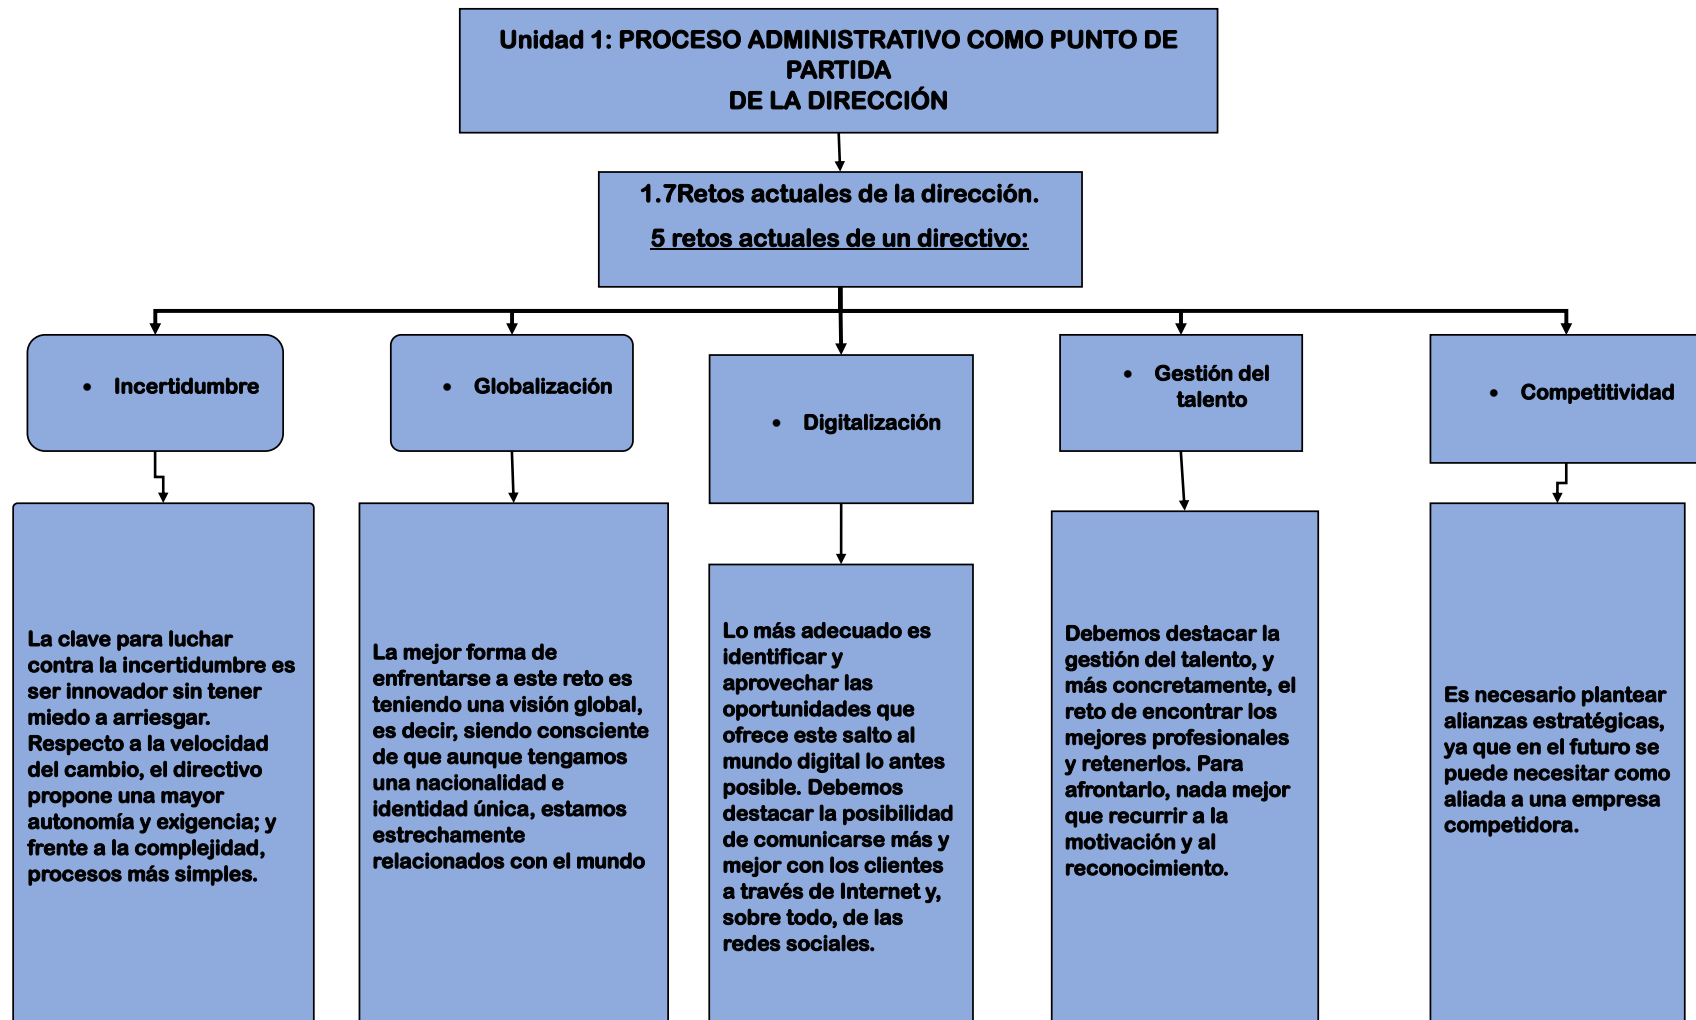 Unidad 1: PROCESO ADMINISTRATIVO COMO PUNTO DE
PARTIDA
DE LA DIRECCIÓN
1.7Retos actuales de la dirección.
5 retos actuales de un directivo:
• Incertidumbre
• Globalización
• Digitalización
• Gestión del
talento
• Competitividad
La clave para luchar
contra la incertidumbre es
ser innovador sin tener
miedo a arriesgar.
Respecto a la velocidad
del cambio, el directivo
propone una mayor
autonomía y exigencia; y
frente a la complejidad,
procesos más simples.
La mejor forma de
enfrentarse a este reto es
teniendo una visión global,
es decir, siendo consciente
de que aunque tengamos
una nacionalidad e
identidad única, estamos
estrechamente
relacionados con el mundo
Lo más adecuado es
identificar y
aprovechar las
oportunidades que
ofrece este salto al
mundo digital lo antes
posible. Debemos
destacar la posibilidad
de comunicarse más y
mejor con los clientes
a través de Internet y,
sobre todo, de las
redes sociales.
Debemos destacar la
gestión del talento, y
más concretamente, el
reto de encontrar los
mejores profesionales
y retenerlos. Para
afrontarlo, nada mejor
que recurrir a la
motivación y al
reconocimiento.
Es necesario plantear
alianzas estratégicas,
ya que en el futuro se
puede necesitar como
aliada a una empresa
competidora.